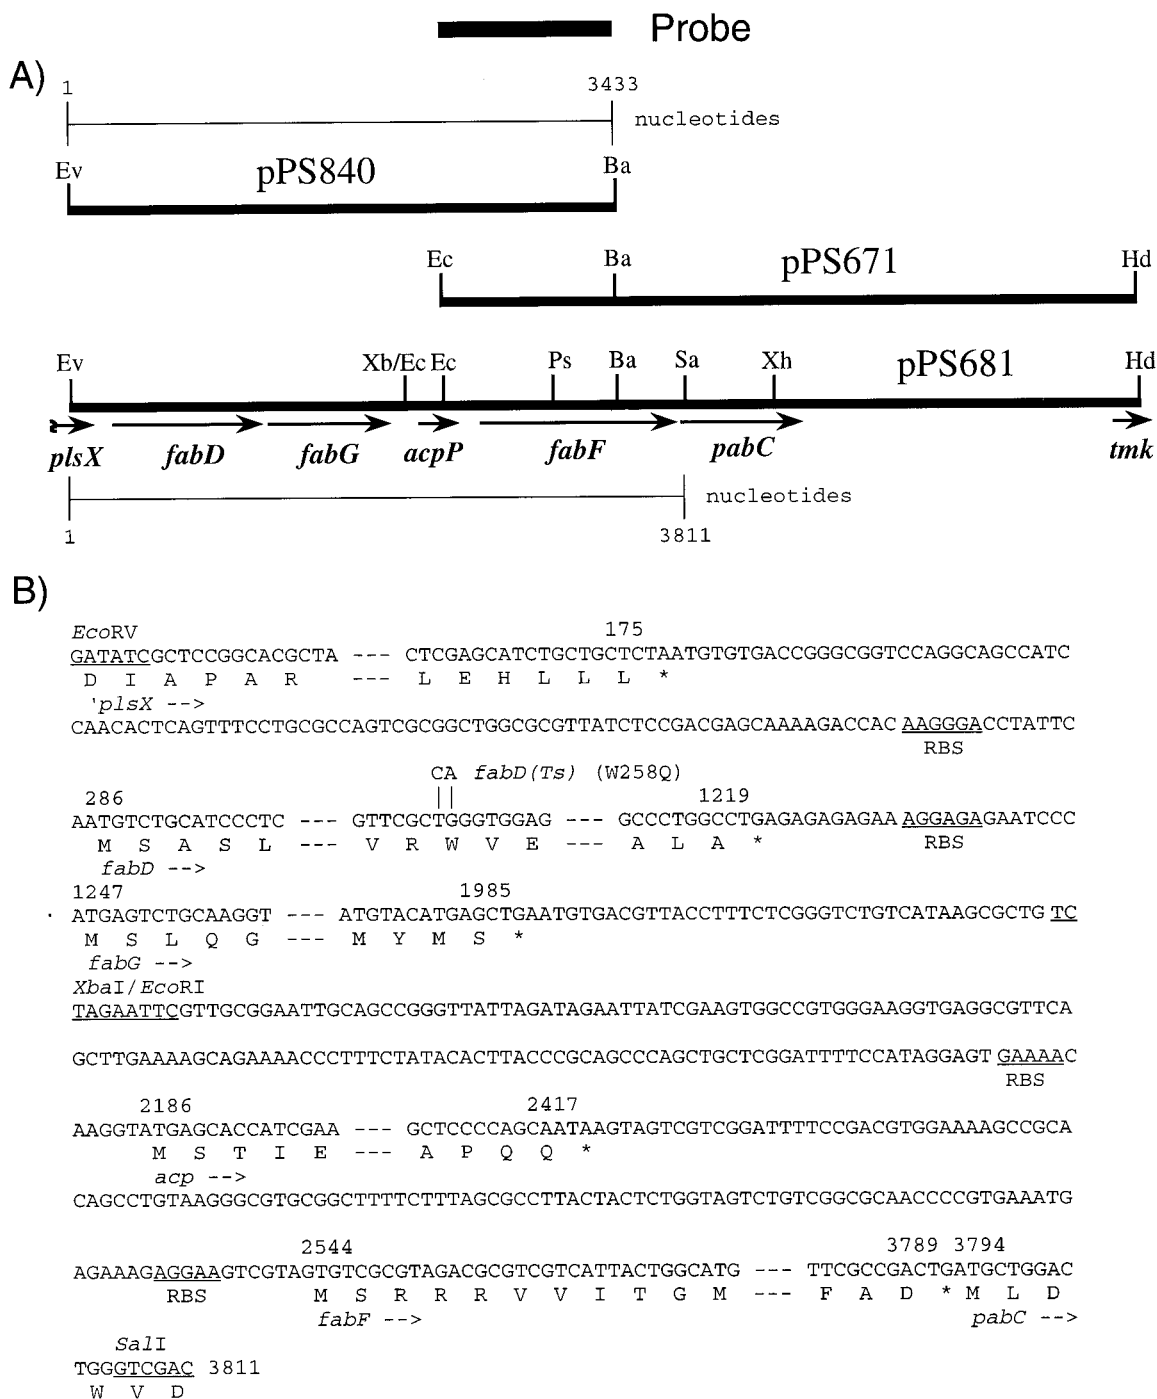 Probe
A)
1 3433
nucleotides
Ev pPS840 Ba
Ec Ba pPS671 Hd
Ev Xb/Ec Ec Ps Ba Sa Xh pPS681 Hd
plsX fabD fabG acpP fabF pabC tmk
nucleotides
1 3811
B)
EcoRV 175
GATATCGCTCCGGCACGCTA --- CTCGAGCATCTGCTGCTCTAATGTGTGACCGGGCGGTCCAGGCAGCCATC
D I A P A R --- L E H L L L *
'plsX -->
CAACACTCAGTTTCCTGCGCCAGTCGCGGCTGGCGCGTTATCTCCGACGAGCAAAAGACCAC AAGGGACCTATTC
RBS
CA fabD(Ts) (W258Q)
286 1219
AATGTCTGCATCCCTC --- GTTCGCTGGGTGGAG --- GCCCTGGCCTGAGAGAGAGAA AGGAGAGAATCCC
M S A S L --- V R W V E --- A L A * RBS
fabD -->
1247 1985
ATGAGTCTGCAAGGT --- ATGTACATGAGCTGAATGTGACGTTACCTTTCTCGGGTCTGTCATAAGCGCTG TC
M S L Q G --- M Y M S *
fabG -->
XbaI/EcoRI
TAGAATTCGTTGCGGAATTGCAGCCGGGTTATTAGATAGAATTATCGAAGTGGCCGTGGGAAGGTGAGGCGTTCA
GCTTGAAAAGCAGAAAACCCTTTCTATACACTTACCCGCAGCCCAGCTGCTCGGATTTTCCATAGGAGT GAAAAC
RBS
2186 2417
AAGGTATGAGCACCATCGAA --- GCTCCCCAGCAATAAGTAGTCGTCGGATTTTCCGACGTGGAAAAGCCGCA
M S T I E --- A P Q Q *
acp -->
CAGCCTGTAAGGGCGTGCGGCTTTTCTTTAGCGCCTTACTACTCTGGTAGTCTGTCGGCGCAACCCCGTGAAATG
2544 3789 3794
AGAAAGAGGAAGTCGTAGTGTCGCGTAGACGCGTCGTCATTACTGGCATG --- TTCGCCGACTGATGCTGGAC
RBS M S R R R V V I T G M --- F A D * M L D
fabF --> pabC -->
SalI
TGGGTCGAC 3811
W V D